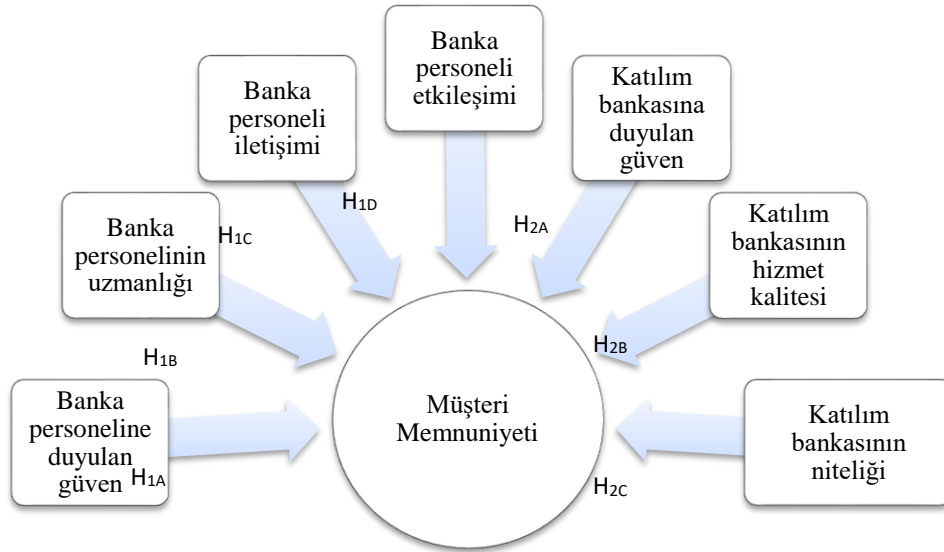 Banka
personeli
etkileşimi
Banka
personeli
iletişimi
Katılım
bankasına
duyulan
güven
H1D
H2A
Banka
personelinin
uzmanlığı
H1C
Katılım
bankasının
hizmet
kalitesi
H1B
H2B
Banka
personeline
duyulan
güven
H1A
Müşteri
Memnuniyeti
Katılım
bankasının
niteliği
H2C